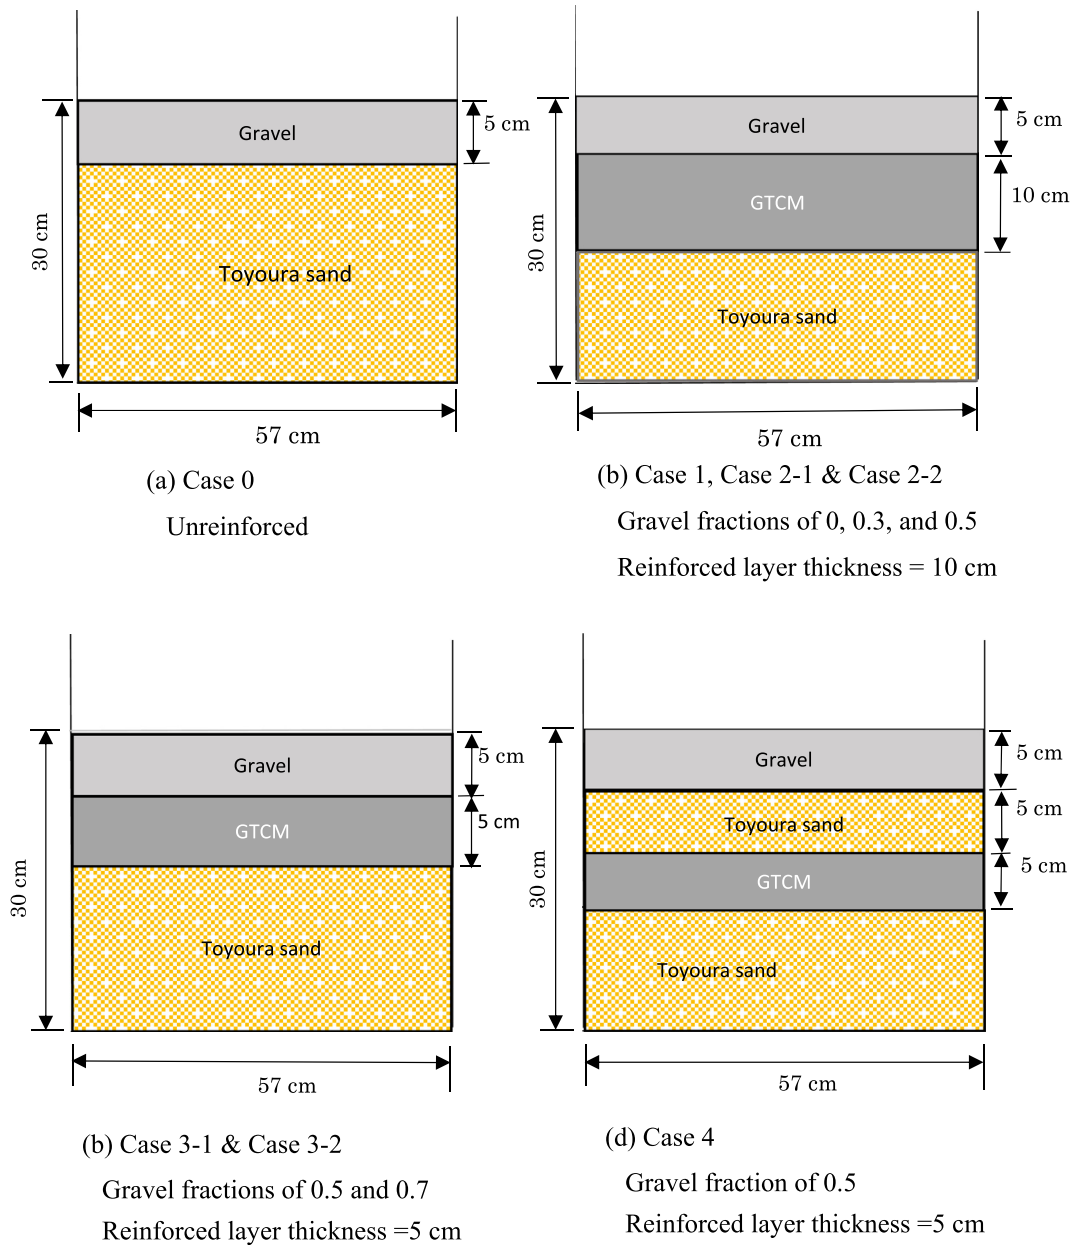 Gravel
5 cm
30 cm
Toyoura sand
57 cm
(a) Case 0
Unreinforced
Gravel
5 cm
GTCM
10 cm
30 cm
Toyoura sand
57 cm
(b) Case 1, Case 2-1 & Case 2-2
Gravel fractions of 0, 0.3, and 0.5
Reinforced layer thickness = 10 cm
Gravel
5 cm
GTCM
5 cm
30 cm
Toyoura sand
57 cm
(b) Case 3-1 & Case 3-2
Gravel fractions of 0.5 and 0.7
Reinforced layer thickness =5 cm
Gravel
5 cm
Toyoura sand
5 cm
GTCM
5 cm
30 cm
Toyoura sand
57 cm
(d) Case 4
Gravel fraction of 0.5
Reinforced layer thickness =5 cm